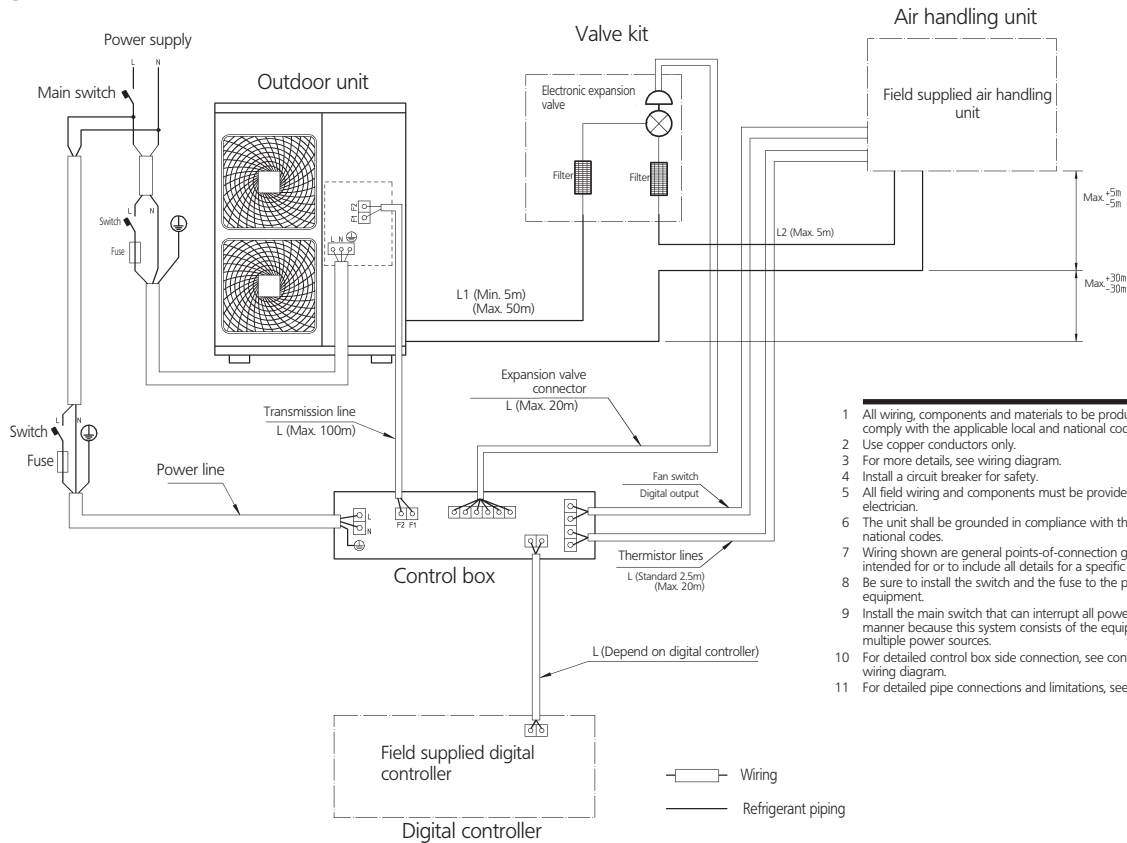 Air handling unit
Valve kit
Power supply
L N
Outdoor unit
Main switch
Electronic expansion
valve
Field supplied air handling
unit
Filter
Filter
Max. +5m
-5m
L N
Switch
Fuse
F1 F2
L N
L2 (Max. 5m)
L1 (Min. 5m)
(Max. 50m)
Max. +30m
-30m
Expansion valve
connector
L (Max. 20m)
Transmission line
L (Max. 100m)
L N
Switch
Fuse
Power line
Fan switch
Digital output
L
N
F2 F1
Control box
Thermistor lines
L (Standard 2.5m)
(Max. 20m)
1 All wiring, components and materials to be
comply with the applicable local and national
2 Use copper conductors only.
3 For more details, see wiring diagram.
4 Install a circuit breaker for safety.
5 All field wiring and components must be
electrician.
6 The unit shall be grounded in compliance with
national codes.
7 Wiring shown are general points-of-connection
intended for or to include all details for a specific
8 Be sure to install the switch and the fuse to the
equipment.
9 Install the main switch that can interrupt all
manner because this system consists of the
multiple power sources.
10 For detailed control box side connection, see
wiring diagram.
11 For detailed pipe connections and limitations, see
L (Depend on digital controller)
Field supplied digital
controller
Digital controller
Wiring
Refrigerant piping